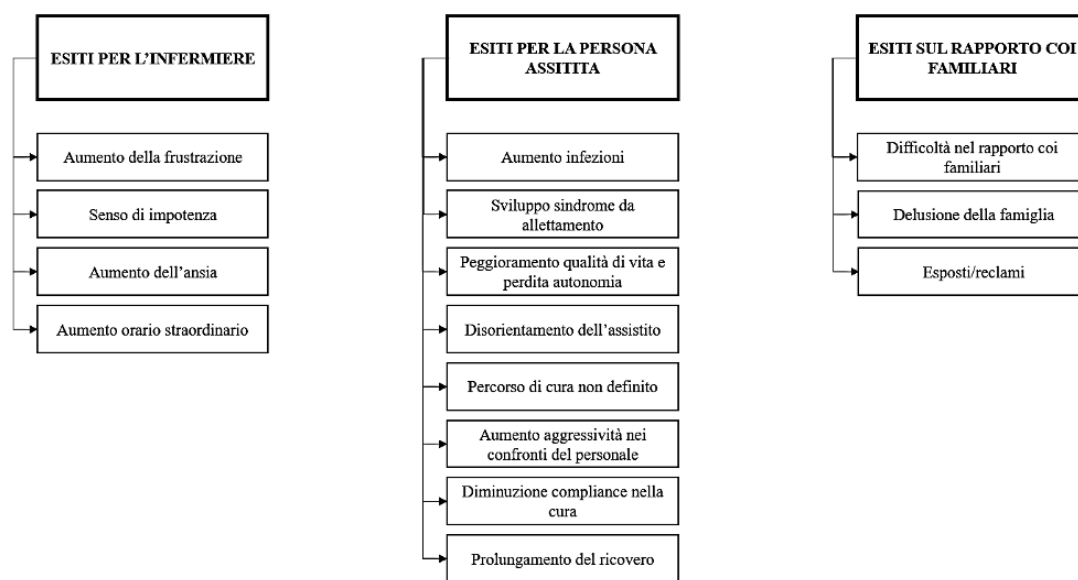 ESITI PER L'INFERMIERE
Aumento della frustrazione
Senso di impotenza
Aumento dell'ansia
Aumento orario straordinario
ESITI PER LA PERSONA
ASSITITA
Aumento infezioni
Sviluppo sindrome da
allettamento
Peggioramento qualità di vita e
perdita autonomia
Disorientamento dell'assistito
Percorso di cura non definito
Aumento aggressività nei
confronti del personale
Diminuzione compliance nella
cura
Prolungamento del ricovero
ESITI SUL RAPPORTO COI
FAMILIARI
Difficoltà nel rapporto coi
familiari
Delusione della famiglia
Esposti/reclami